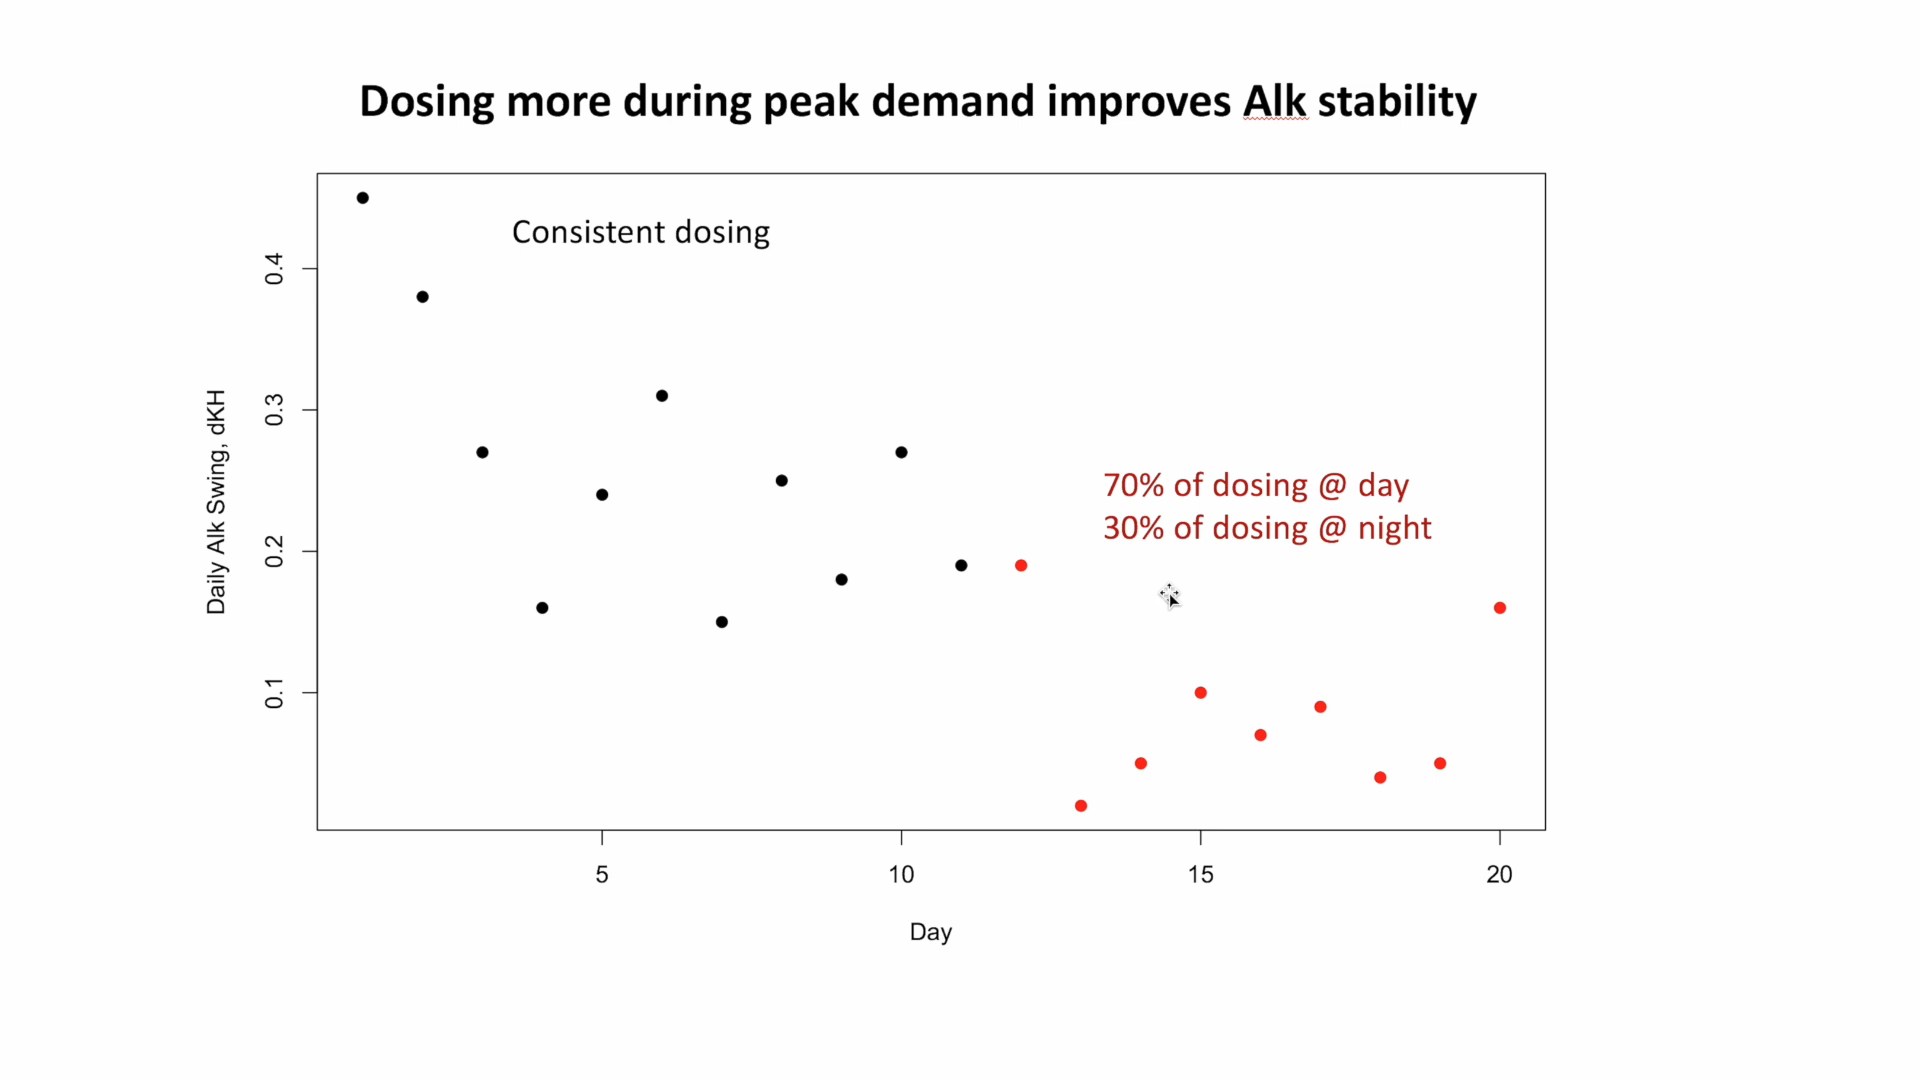 Dosing more during peak demand improves Alk stability
Consistent dosing
70% of dosing @ day
30% of dosing @ night
Daily Alk Swing, dKH
0.4
0.3
0.2
0.1
5 10 15 20
Day